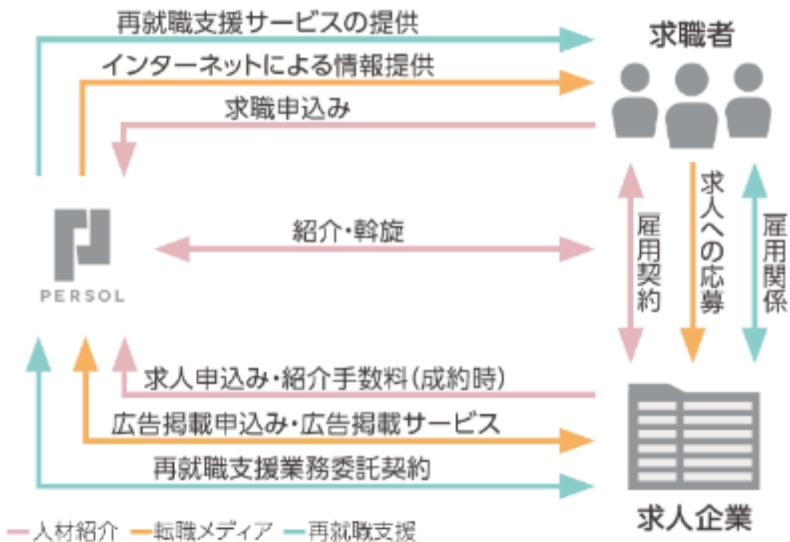 再就職支援サービスの提供
インターネットによる情報提供
求職申込み
求職者
紹介・斡旋
PERSOL
雇用契約
求人への応募
雇用関係
求人申込み・紹介手数料(成約時)
広告掲載申込み・広告掲載サービス
再就職支援業務委託契約
求人企業
人材紹介 転職メディア 再就職支援